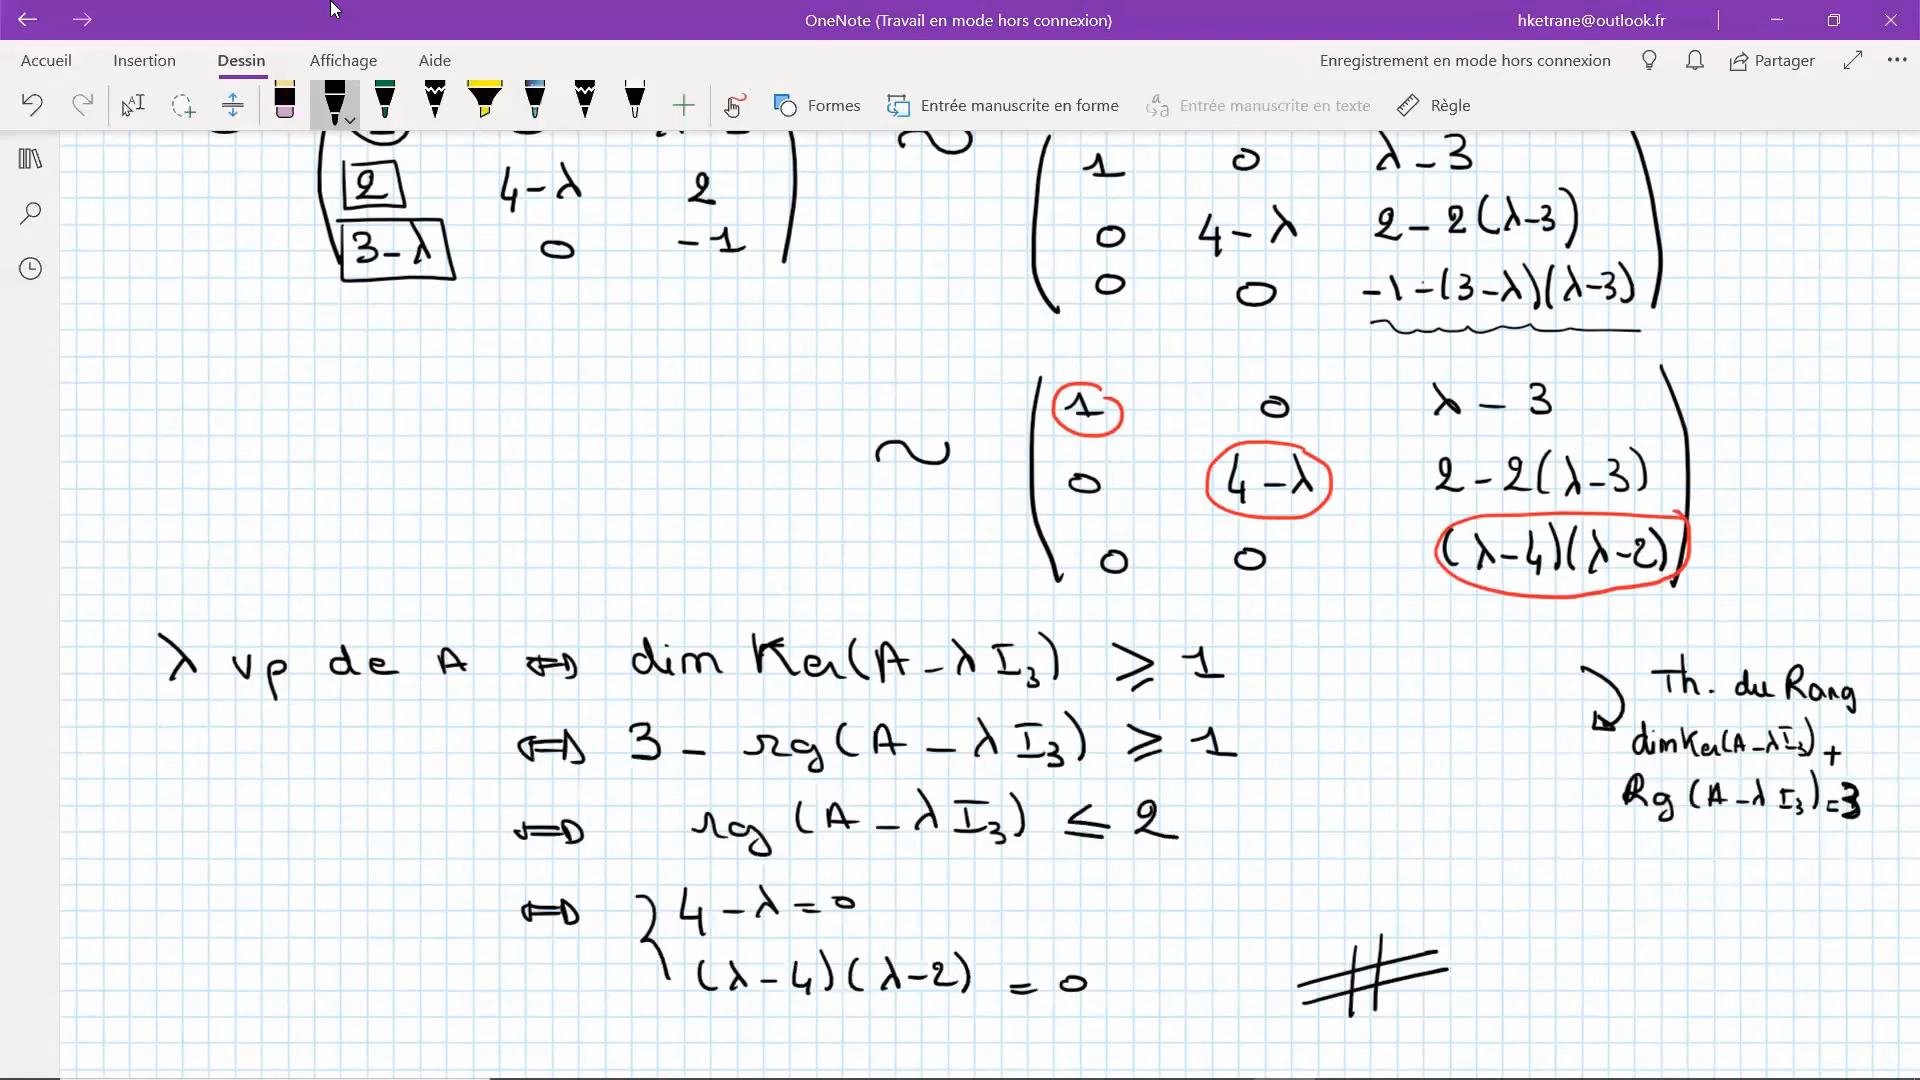 OneNote (Travail en mode hors connexion)
hketrane@outlook.fr
Accueil Insertion Dessin Affichage Aide
Enregistrement en mode hors connexion
Partager
Formes
Entrée manuscrite en forme
Entrée manuscrite en texte
Règle
2 4-λ 2
3-λ 0 -1
~
1 0 λ-3
0 4-λ 2-2(λ-3)
0 0 -1-(3-λ)(λ-3)
~
1 0 λ-3
0 4-λ 2-2(λ-3)
0 0 (λ-4)(λ-2)
λ vp de A ⇔ dim Ker(A-λI₃) ⩾ 1
⇔ 3 - rg(A-λI₃) ⩾ 1
⇔ rg(A-λI₃) ≤ 2
⇔ { 4-λ=0
(λ-4)(λ-2) = 0
Th. du Rang
dimKer(A-λI₃) +
Rg(A-λI₃)=3